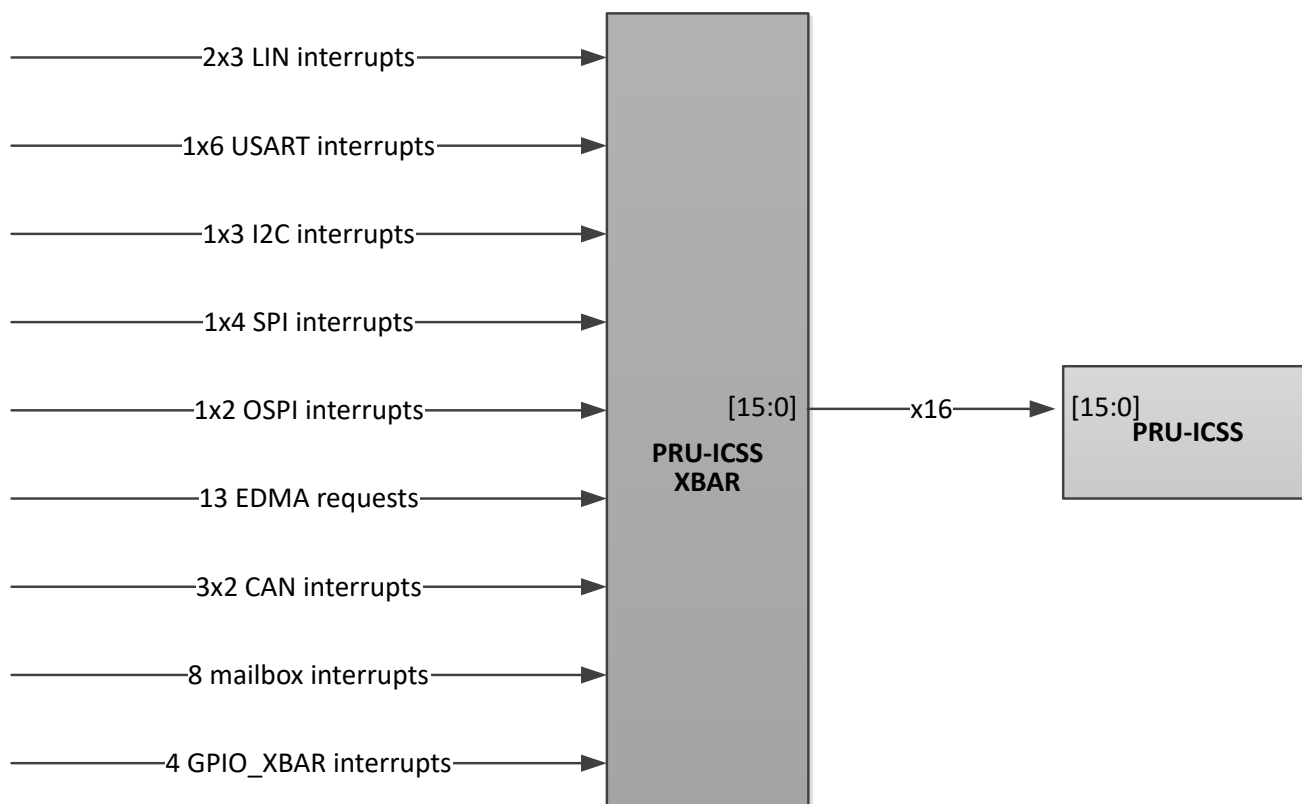 2x3 LIN interrupts
1x6 USART interrupts
1x3 I2C interrupts
1x4 SPI interrupts
1x2 OSPI interrupts
13 EDMA requests
3x2 CAN interrupts
8 mailbox interrupts
4 GPIO_XBAR interrupts
[15:0]
PRU-ICSS
XBAR
x16
[15:0]
PRU-ICSS